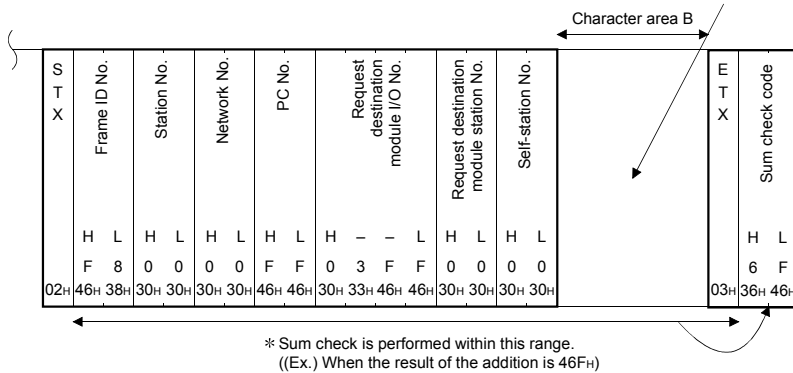 Character area B
S T X
Frame ID No.
Station No.
Network No.
PC No.
Request destination module I/O No.
Request destination module station No.
Self-station No.
E T X
Sum check code
H L H L H L H L H – – L H L H L H L
F 8 0 0 0 0 F F 0 3 F F 0 0 0 0 6 F
02H 46H 38H 30H 30H 30H 30H 46H 46H 30H 33H 46H 46H 30H 30H 30H 30H 03H 36H 46H
* Sum check is performed within this range.
((Ex.) When the result of the addition is 46FH)